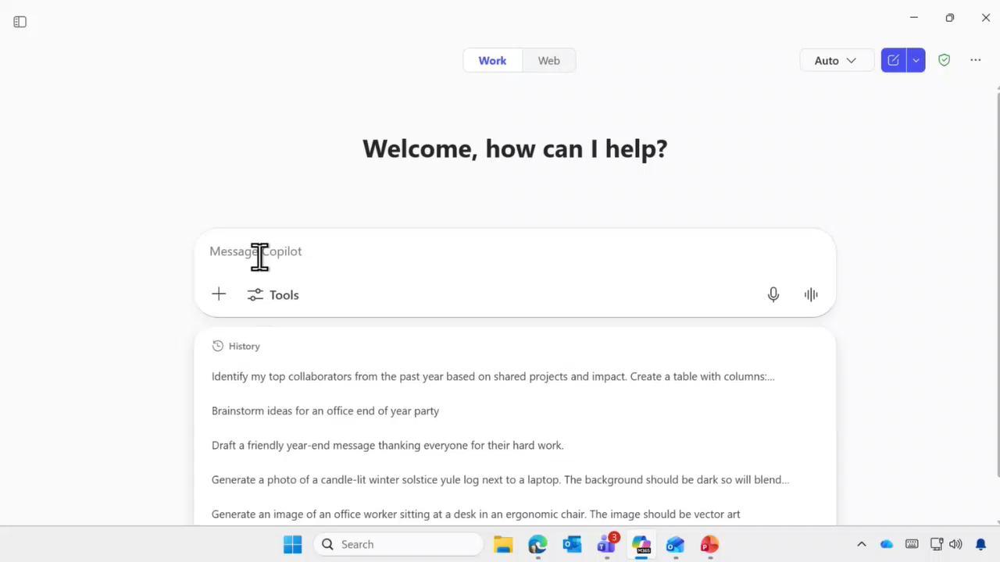 Work Web
Auto
Welcome, how can I help?
Message Copilot
Tools
History
Identify my top collaborators from the past year based on shared projects and impact. Create a table with columns:...
Brainstorm ideas for an office end of year party
Draft a friendly year-end message thanking everyone for their hard work.
Generate a photo of a candle-lit winter solstice yule log next to a laptop. The background should be dark so will blend...
Generate an image of an office worker sitting at a desk in an ergonomic chair. The image should be vector art
Search
3
M365